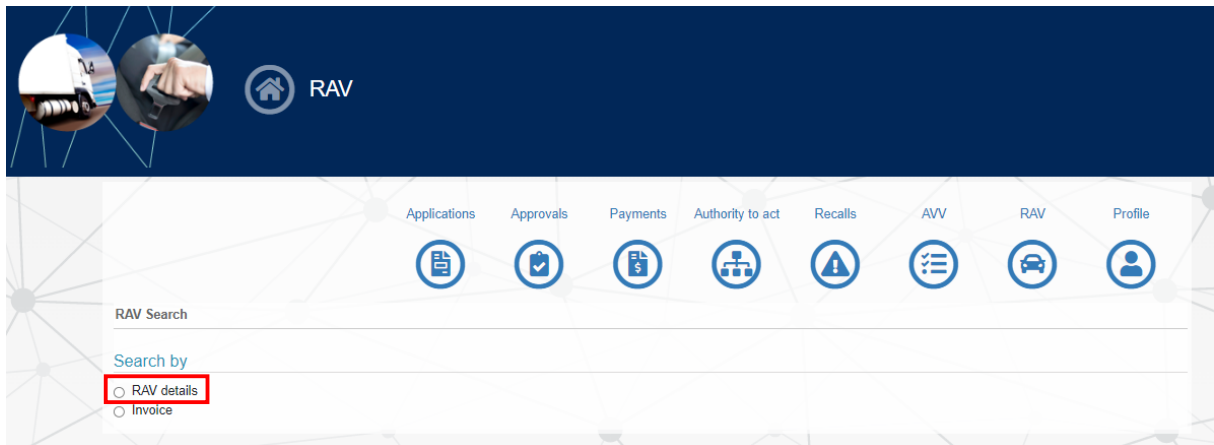 RAV
Applications Approvals Payments Authority to act Recalls AVV RAV Profile
RAV Search
Search by
RAV details
Invoice